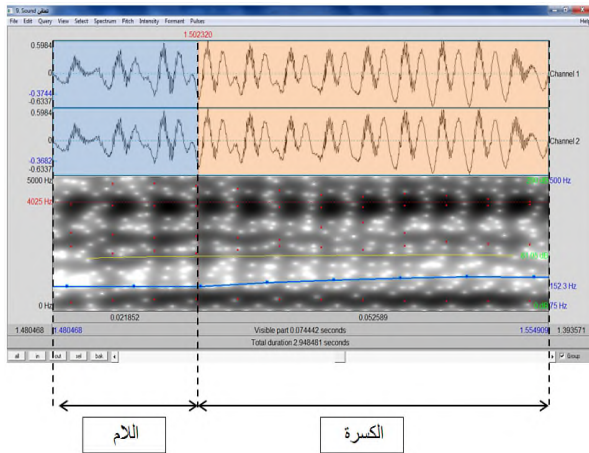 9. Sound تمشي
File Edit Query View Select Spectrum Pitch Intensity Formant Pulses Help
1.502320
0.5984
0
-0.3744
-0.6337
Channel 1
0.5984
0
-0.3682
-0.6337
Channel 2
5000 Hz
500 Hz
4025 Hz
152.3 Hz
0 Hz
75 Hz
0.021852 0.052589
1.480468 1.480468 Visible part 0.074442 seconds 1.554909 1.393571
Total duration 2.948481 seconds
all in out sel bak Group
اللام الكسرة